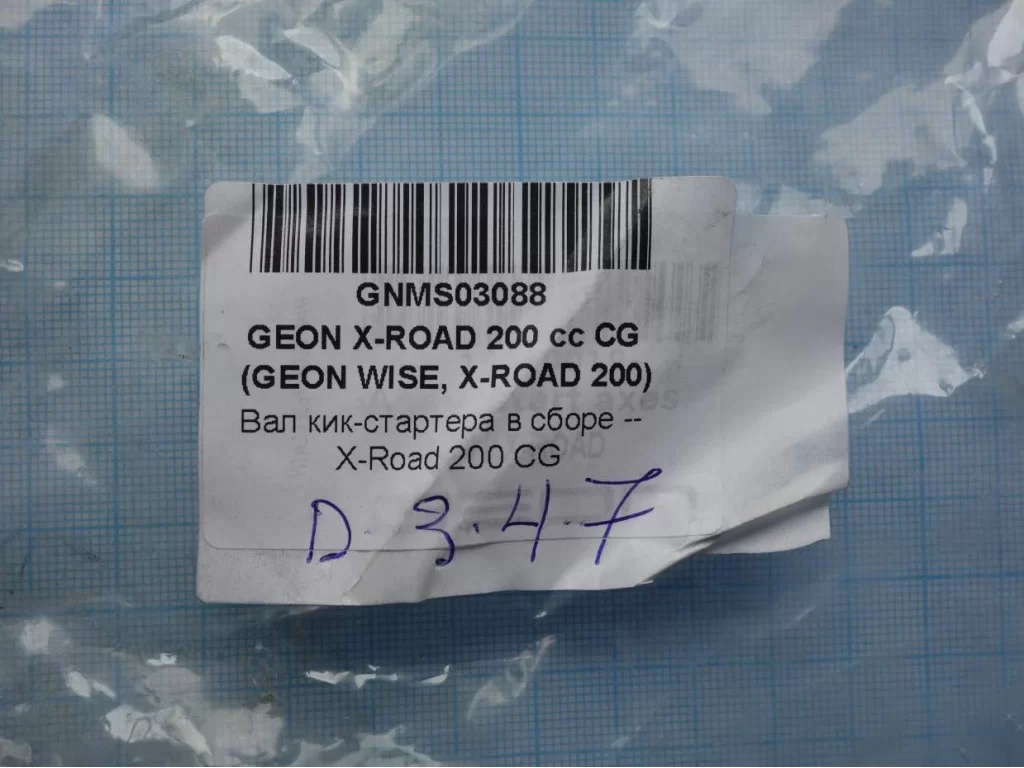 GNMS03088
GEON X-ROAD 200 cc CG
(GEON WISE, X-ROAD 200)
Вал кик-стартера в сборе --
X-Road 200 CG
D.3.4.7